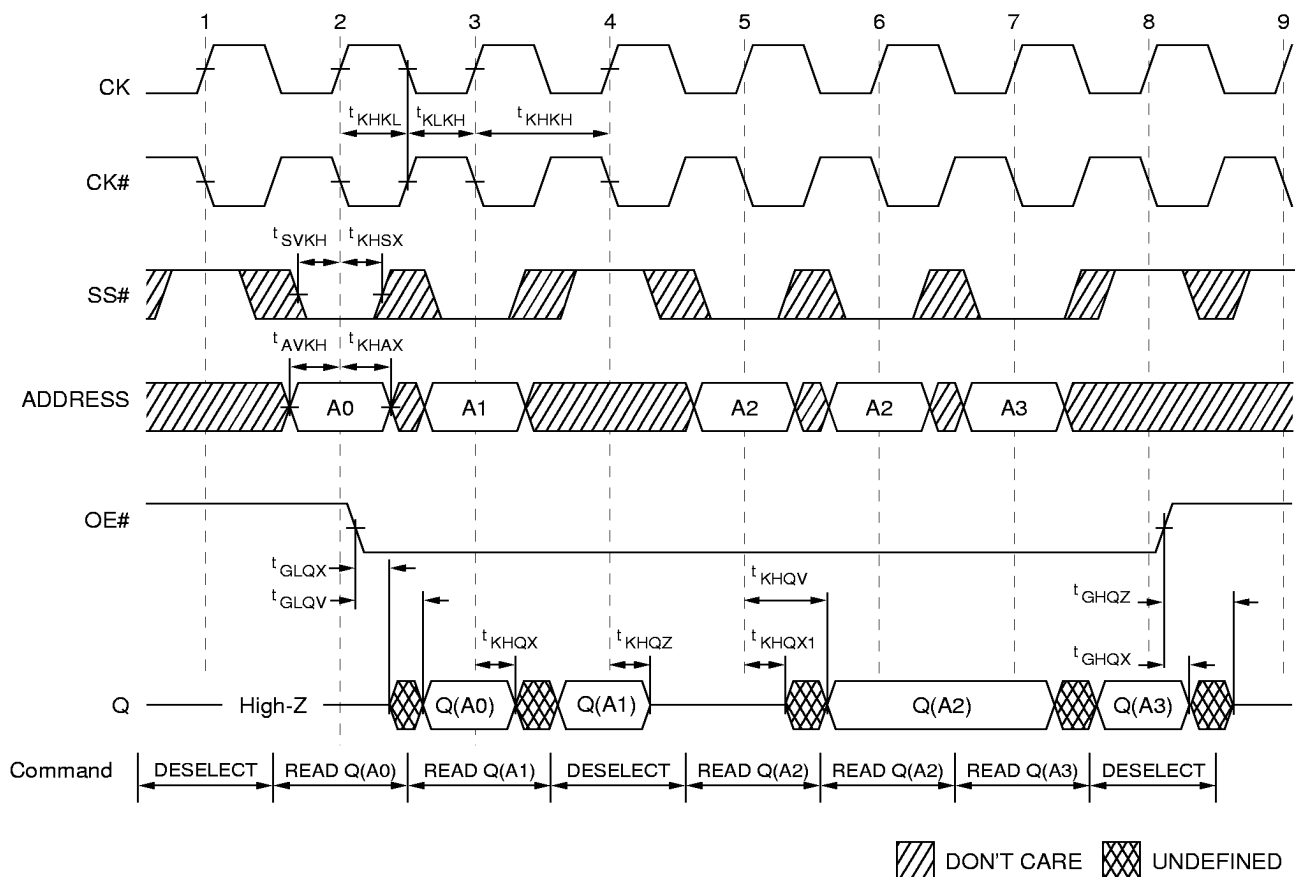 1 2 3 4 5 6 7 8 9
CK
tKHKL tKLKH tKHKH
CK#
tSVKH tKHSX
SS#
tAVKH tKHAX
ADDRESS A0 A1 A2 A2 A3
OE#
tGLQX
tGLQV
tKHQV
tGHQZ
tKHQX tKHQZ tKHQX1
tGHQX
Q High-Z Q(A0) Q(A1) Q(A2) Q(A3)
Command DESELECT READ Q(A0) READ Q(A1) DESELECT READ Q(A2) READ Q(A2) READ Q(A3) DESELECT
DON'T CARE UNDEFINED